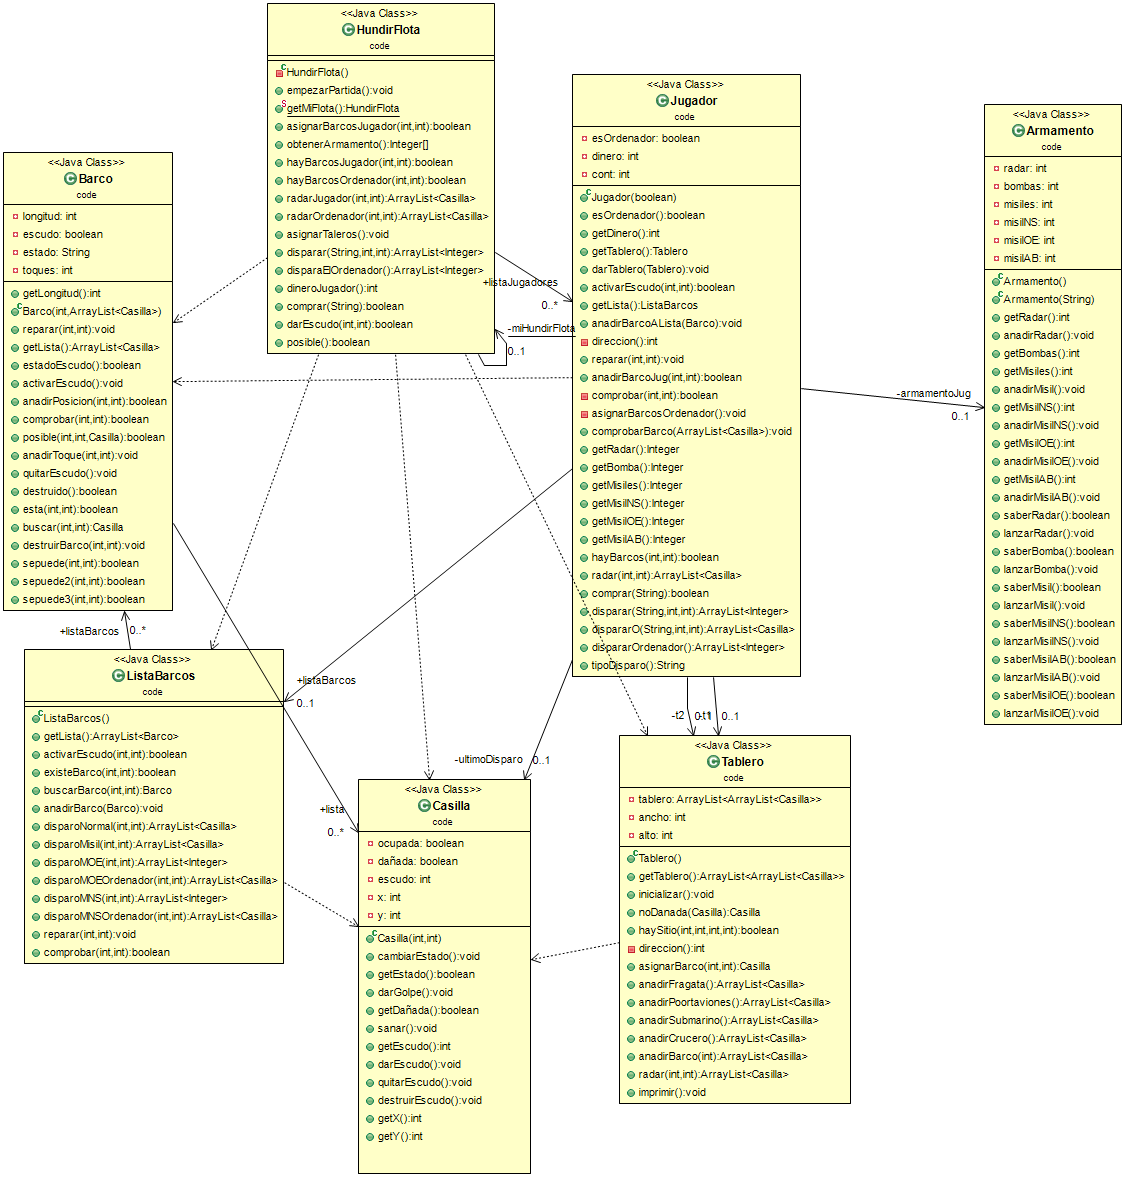 <<Java Class>>
HundirFlota
code
HundirFlota()
empezarPartida():void
getMiFlota():HundirFlota
asignarBarcosJugador(int,int):boolean
obtenerArmamento():Integer[]
hayBarcosJugador(int,int):boolean
hayBarcosOrdenador(int,int):boolean
radarJugador(int,int):ArrayList<Casilla>
radarOrdenador(int,int):ArrayList<Casilla>
asignarTaleros():void
disparar(String,int,int):ArrayList<Integer>
disparaElOrdenador():ArrayList<Integer>
dineroJugador():int
comprar(String):boolean
darEscudo(int,int):boolean
posible():boolean
+listaJugadores
0..*
-miHundirFlota
0..1
<<Java Class>>
Jugador
code
esOrdenador: boolean
dinero: int
cont: int
Jugador(boolean)
esOrdenador():boolean
getDinero():int
getTablero():Tablero
darTablero(Tablero):void
activarEscudo(int,int):boolean
getLista():ListaBarcos
anadirBarcoALista(Barco):void
direccion():int
reparar(int,int):void
anadirBarcoJug(int,int):boolean
comprobar(int,int):boolean
asignarBarcosOrdenador():void
comprobarBarco(ArrayList<Casilla>):void
getRadar():Integer
getBomba():Integer
getMisiles():Integer
getMisilNS():Integer
getMisilOE():Integer
getMisilAB():Integer
hayBarcos(int,int):boolean
radar(int,int):ArrayList<Casilla>
comprar(String):boolean
disparar(String,int,int):ArrayList<Integer>
dispararO(String,int,int):ArrayList<Casilla>
dispararOrdenador():ArrayList<Integer>
tipoDisparo():String
-armamentoJug
0..1
<<Java Class>>
Armamento
code
radar: int
bombas: int
misiles: int
misilNS: int
misilOE: int
misilAB: int
Armamento()
Armamento(String)
getRadar():int
anadirRadar():void
getBombas():int
getMisiles():int
anadirMisil():void
getMisilNS():int
anadirMisilNS():void
getMisilOE():int
anadirMisilOE():void
getMisilAB():int
anadirMisilAB():void
saberRadar():boolean
lanzarRadar():void
saberBomba():boolean
lanzarBomba():void
saberMisil():boolean
lanzarMisil():void
saberMisilNS():boolean
lanzarMisilNS():void
saberMisilAB():boolean
lanzarMisilAB():void
saberMisilOE():boolean
lanzarMisilOE():void
<<Java Class>>
Barco
code
longitud: int
escudo: boolean
estado: String
toques: int
getLongitud():int
Barco(int,ArrayList<Casilla>)
reparar(int,int):void
getLista():ArrayList<Casilla>
estadoEscudo():boolean
activarEscudo():void
anadirPosicion(int,int):boolean
comprobar(int,int):boolean
posible(int,int,Casilla):boolean
anadirToque(int,int):void
quitarEscudo():void
destruido():boolean
esta(int,int):boolean
buscar(int,int):Casilla
destruirBarco(int,int):void
sepuede(int,int):boolean
sepuede2(int,int):boolean
sepuede3(int,int):boolean
+listaBarcos
0..*
<<Java Class>>
ListaBarcos
code
ListaBarcos()
getLista():ArrayList<Barco>
activarEscudo(int,int):boolean
existeBarco(int,int):boolean
buscarBarco(int,int):Barco
anadirBarco(Barco):void
disparoNormal(int,int):ArrayList<Casilla>
disparoMisil(int,int):ArrayList<Casilla>
disparoMOE(int,int):ArrayList<Integer>
disparoMOEOrdenador(int,int):ArrayList<Casilla>
disparoMNS(int,int):ArrayList<Integer>
disparoMNSOrdenador(int,int):ArrayList<Casilla>
reparar(int,int):void
comprobar(int,int):boolean
+listaBarcos
0..1
-ultimoDisparo
0..1
+lista
0..*
<<Java Class>>
Casilla
code
ocupada: boolean
dañada: boolean
escudo: int
x: int
y: int
Casilla(int,int)
cambiarEstado():void
getEstado():boolean
darGolpe():void
getDañada():boolean
sanar():void
getEscudo():int
darEscudo():void
quitarEscudo():void
destruirEscudo():void
getX():int
getY():int
-t2
0..1
-t1
0..1
<<Java Class>>
Tablero
code
tablero: ArrayList<ArrayList<Casilla>>
ancho: int
alto: int
Tablero()
getTablero():ArrayList<ArrayList<Casilla>>
inicializar():void
noDanada(Casilla):Casilla
haySitio(int,int,int,int):boolean
direccion():int
asignarBarco(int,int):Casilla
anadirFragata():ArrayList<Casilla>
anadirPoortaviones():ArrayList<Casilla>
anadirSubmarino():ArrayList<Casilla>
anadirCrucero():ArrayList<Casilla>
anadirBarco(int):ArrayList<Casilla>
radar(int,int):ArrayList<Casilla>
imprimir():void